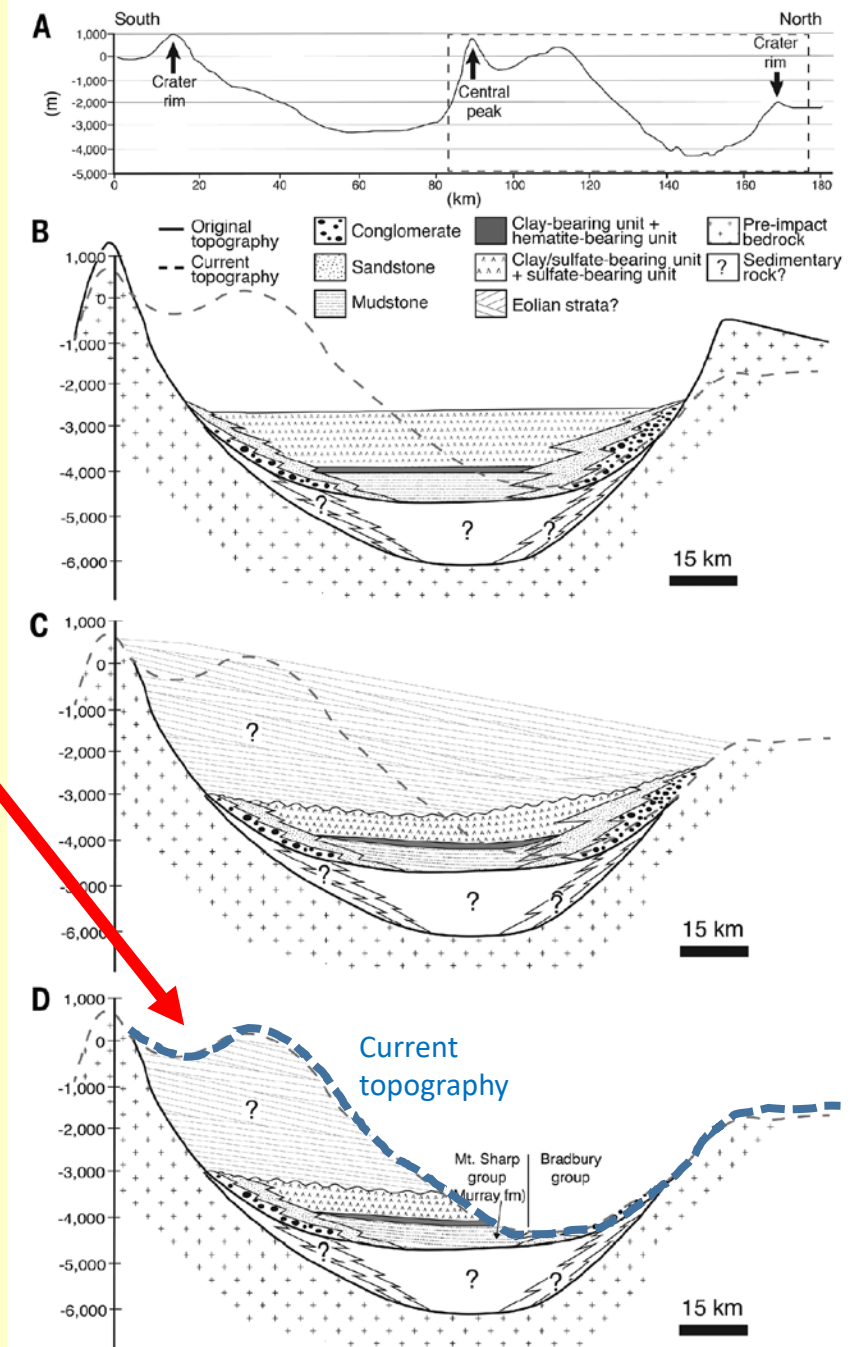 A
South
North
1,000
0
-1,000
-2,000
-3,000
-4,000
-5,000
(m)
Crater
rim
Central
peak
Crater
rim
0
20
40
60
80
100
120
140
160
180
(km)
B
Original
topography
Current
topography
Conglomerate
Sandstone
Mudstone
Clay-bearing unit +
hematite-bearing unit
Clay/sulfate-bearing unit
+ sulfate-bearing unit
Eolian strata?
Pre-impact
bedrock
? Sedimentary
rock?
1,000
0
-1,000
-2,000
-3,000
-4,000
-5,000
-6,000
?
?
?
15 km
C
1,000
0
-1,000
-2,000
-3,000
-4,000
-5,000
-6,000
?
?
?
?
15 km
D
1,000
0
-1,000
-2,000
-3,000
-4,000
-5,000
-6,000
Current
topography
?
Mt. Sharp
group
(Murray fm)
Bradbury
group
?
?
?
15 km